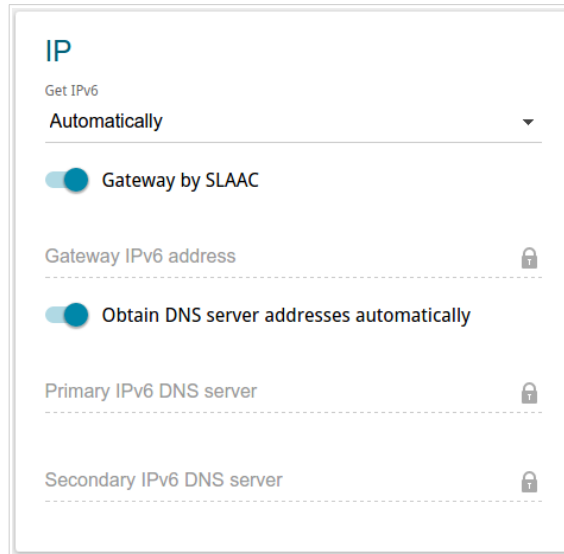 IP
Get IPv6
Automatically
Gateway by SLAAC
Gateway IPv6 address
Obtain DNS server addresses automatically
Primary IPv6 DNS server
Secondary IPv6 DNS server